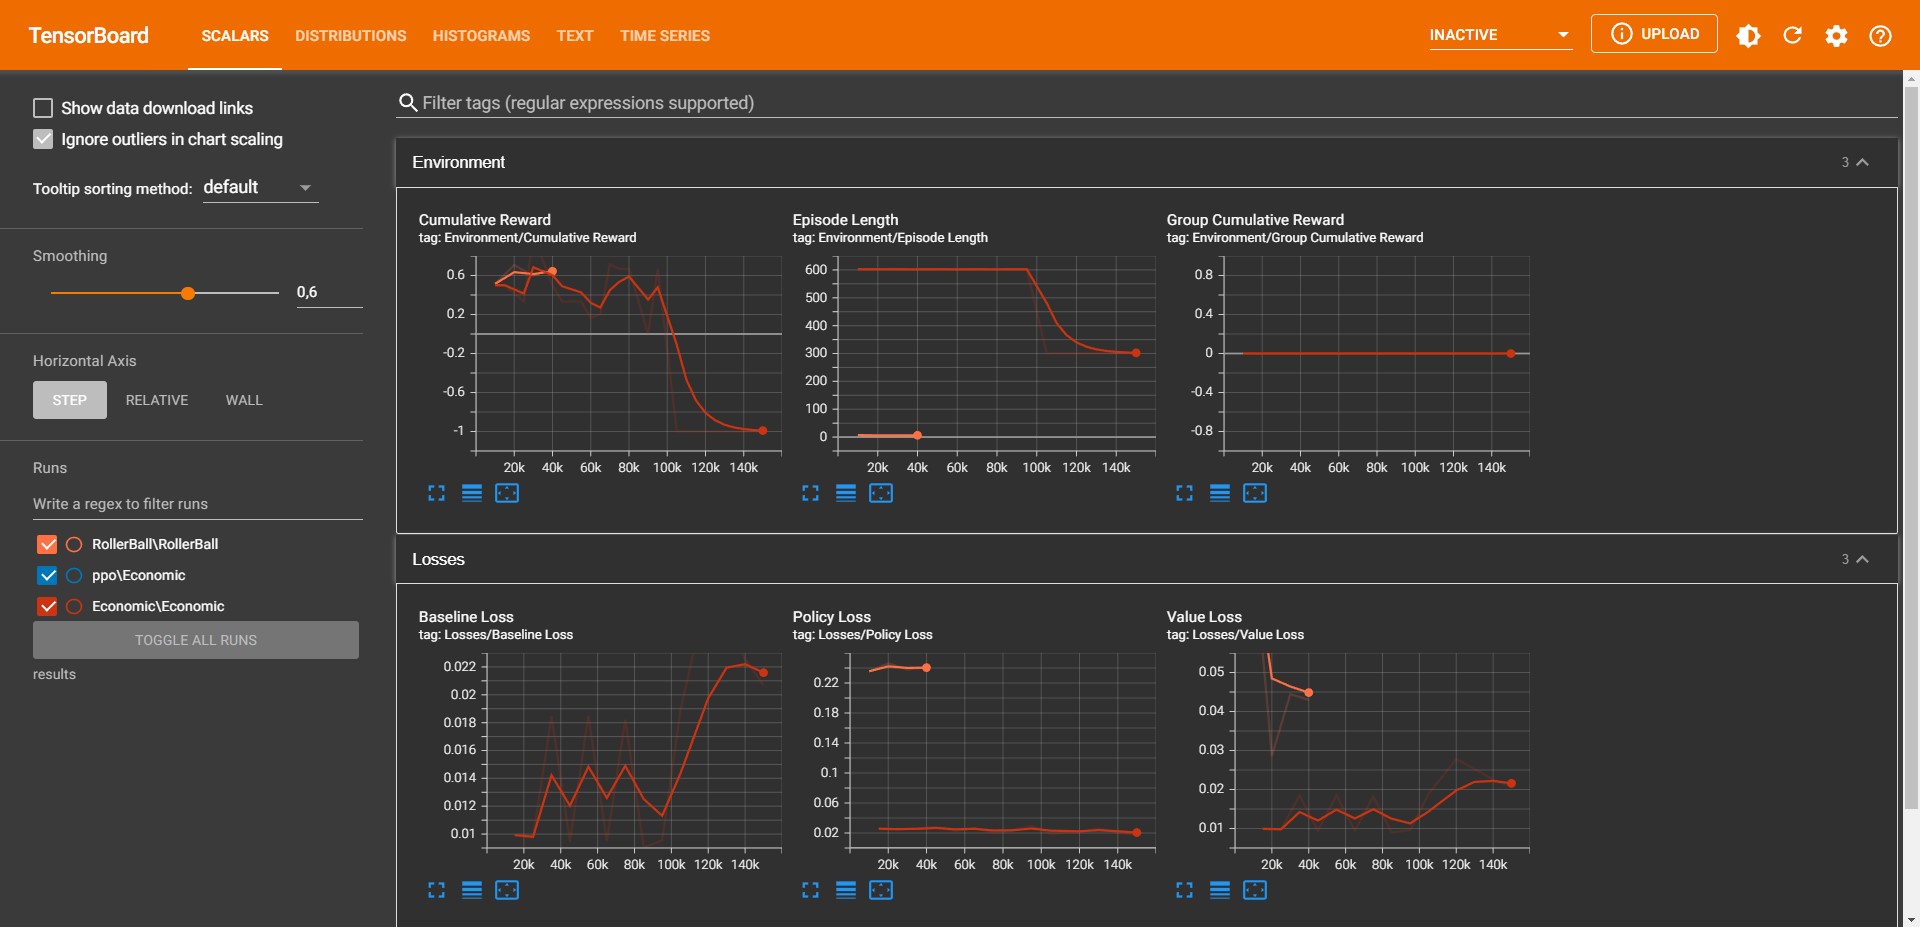 TensorBoard
SCALARS DISTRIBUTIONS HISTOGRAMS TEXT TIME SERIES
INACTIVE
UPLOAD
Show data download links
Ignore outliers in chart scaling
Tooltip sorting method: default
Smoothing
0,6
Horizontal Axis
STEP RELATIVE WALL
Runs
Write a regex to filter runs
RollerBall\RollerBall
ppo\Economic
Economic\Economic
TOGGLE ALL RUNS
results
Filter tags (regular expressions supported)
Environment
3
Cumulative Reward
tag: Environment/Cumulative Reward
0.6
0.2
-0.2
-0.6
-1
20k 40k 60k 80k 100k 120k 140k
Episode Length
tag: Environment/Episode Length
600
500
400
300
200
100
0
20k 40k 60k 80k 100k 120k 140k
Group Cumulative Reward
tag: Environment/Group Cumulative Reward
0.8
0.4
0
-0.4
-0.8
20k 40k 60k 80k 100k 120k 140k
Losses
3
Baseline Loss
tag: Losses/Baseline Loss
0.022
0.02
0.018
0.016
0.014
0.012
0.01
20k 40k 60k 80k 100k 120k 140k
Policy Loss
tag: Losses/Policy Loss
0.22
0.18
0.14
0.1
0.06
0.02
20k 40k 60k 80k 100k 120k 140k
Value Loss
tag: Losses/Value Loss
0.05
0.04
0.03
0.02
0.01
20k 40k 60k 80k 100k 120k 140k